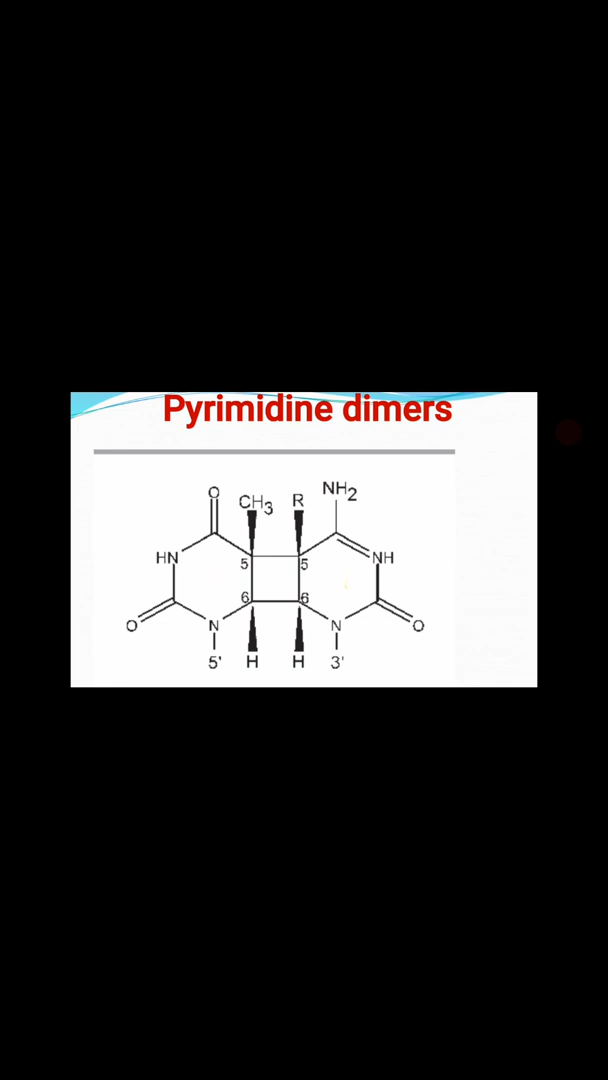 Pyrimidine dimers
O CH3 R NH2
HN 5 5 NH
6 6
O N N O
5' H H 3'